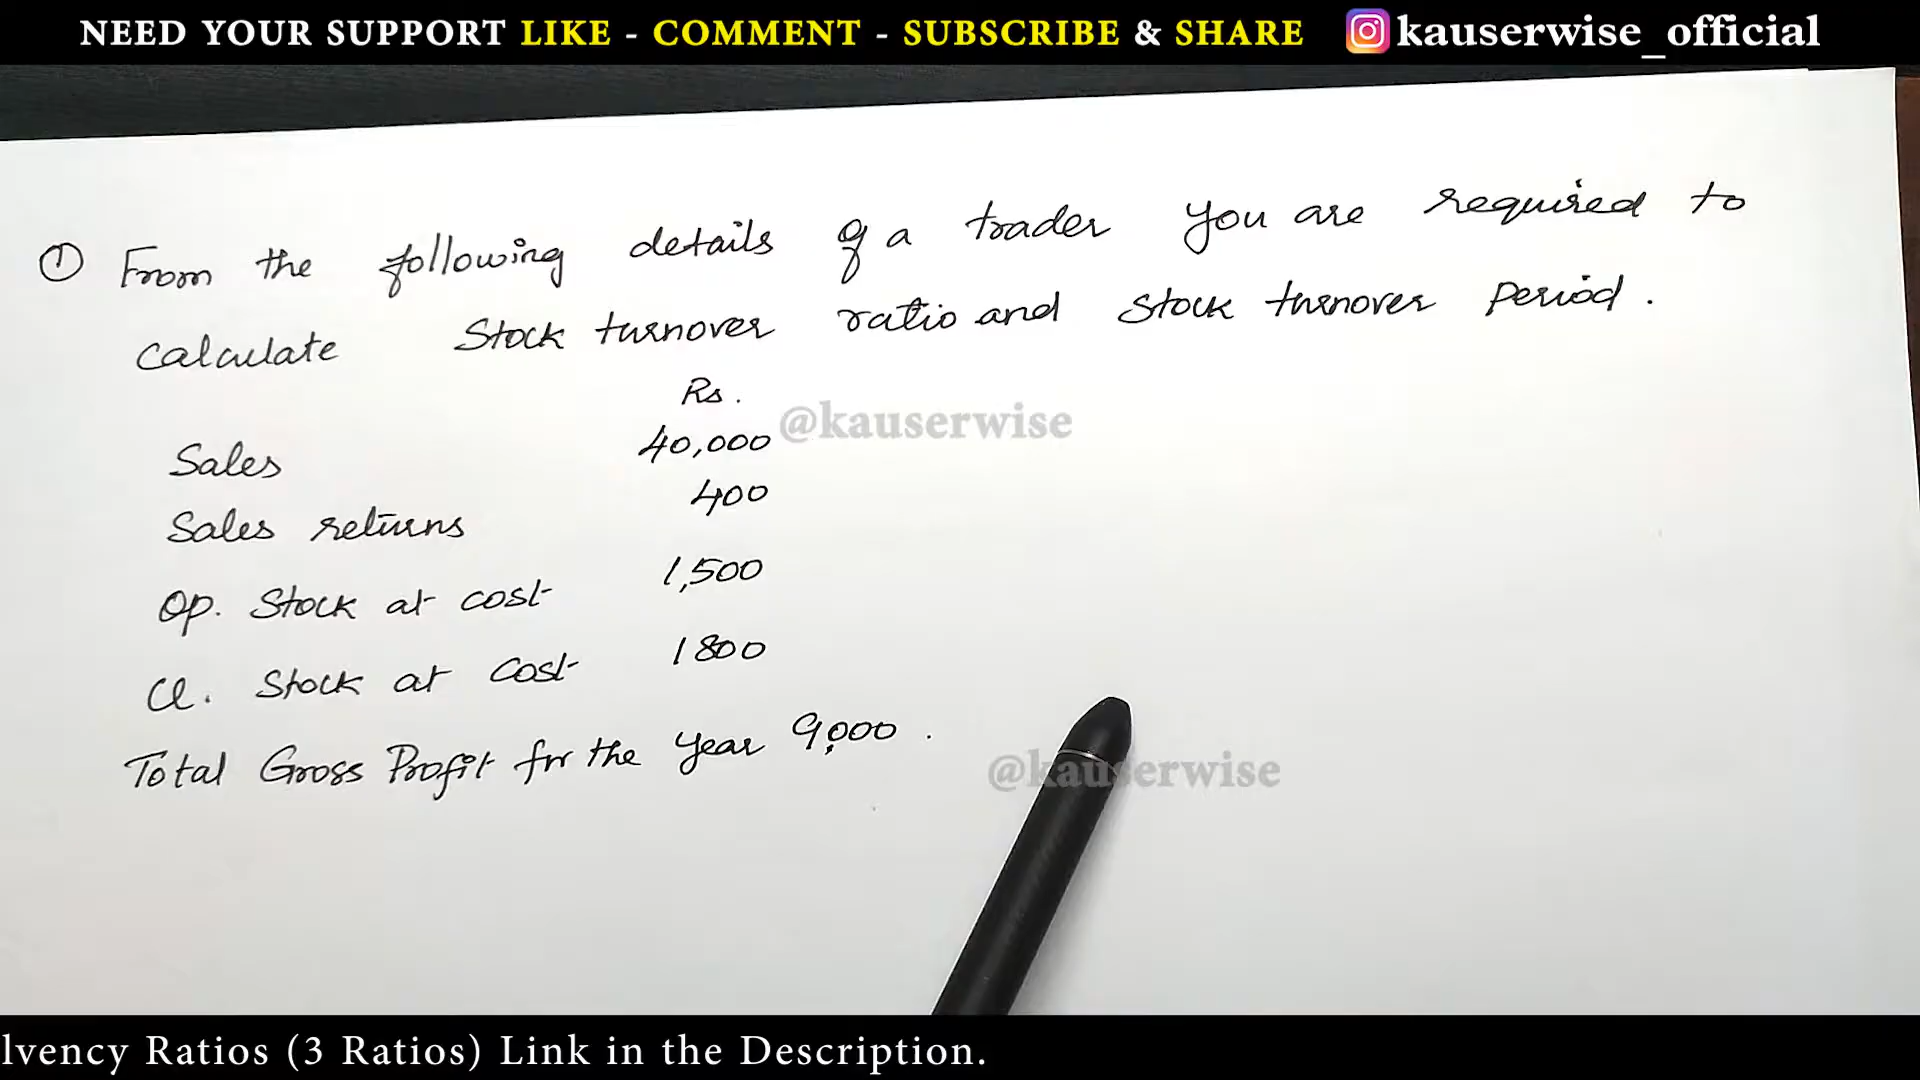 NEED YOUR SUPPORT LIKE - COMMENT - SUBSCRIBE & SHARE kauserwise_official
① From the following details of a trader you are required to
calculate Stock turnover ratio and Stock turnover period.
Rs.
@kauserwise
Sales 40,000
Sales returns 400
Op. Stock at cost 1,500
Cl. Stock at cost 1800
Total Gross Profit for the year 9,000.
@kauserwise
lvency Ratios (3 Ratios) Link in the Description.